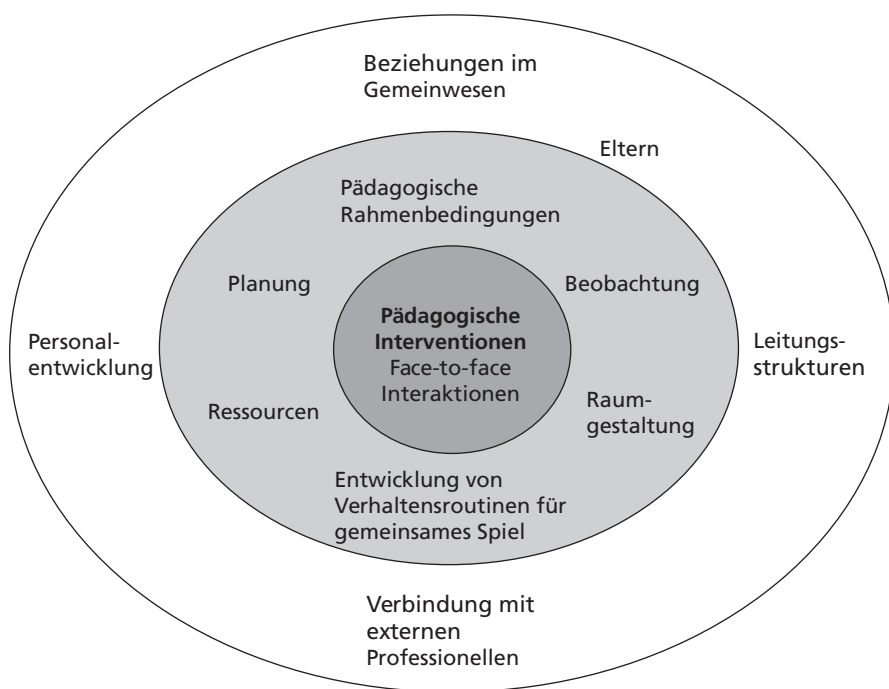 Beziehungen im
Gemeinwesen
Eltern
Pädagogische
Rahmenbedingungen
Planung
Beobachtung
Pädagogische
Interventionen
Face-to-face
Interaktionen
Personal-
entwicklung
Leitungs-
strukturen
Ressourcen
Raum-
gestaltung
Entwicklung von
Verhaltensroutinen für
gemeinsames Spiel
Verbindung mit
externen
Professionellen